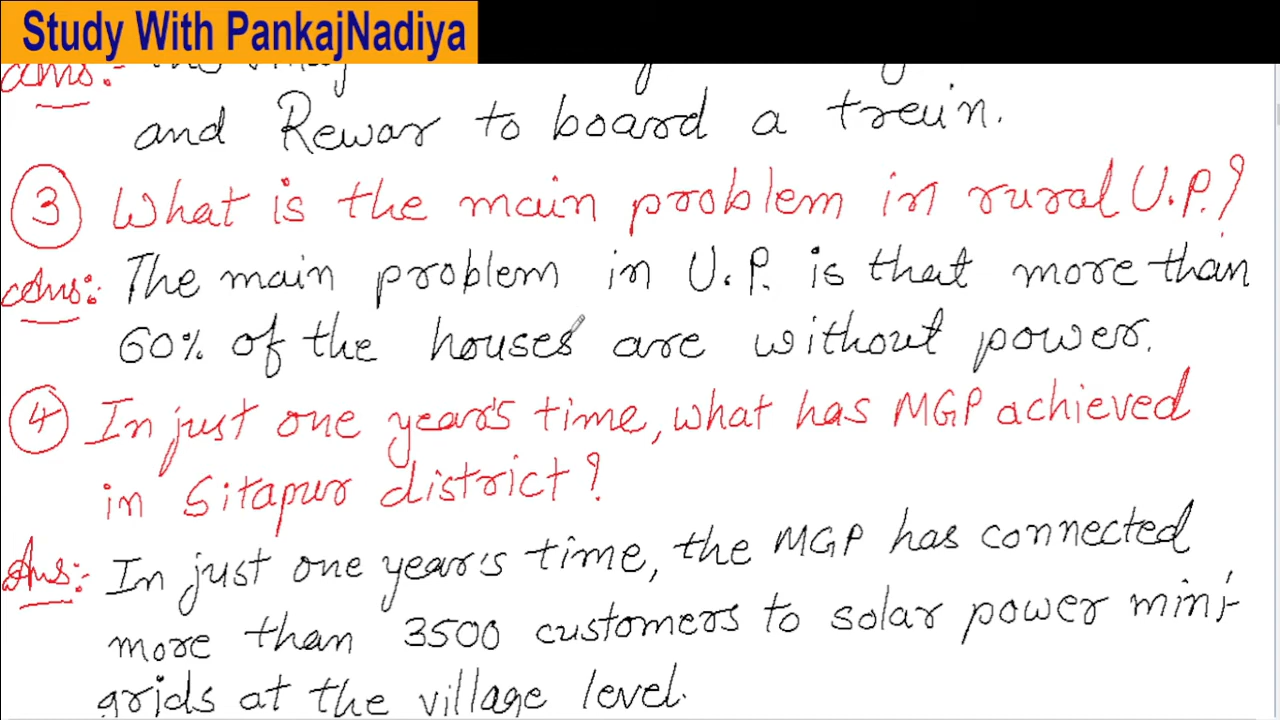 Study With PankajNadiya
Ans:-
and Rewar to board a treun.
3 What is the main problem in rural U.P.?
Ans:- The main problem in U.P. is that more than
60% of the houses are without power.
4 In just one year's time, what has MGP achieved
in Sitapur district?
Ans:- In just one year's time, the MGP has connected
more than 3500 customers to solar power mini-
grids at the village level.